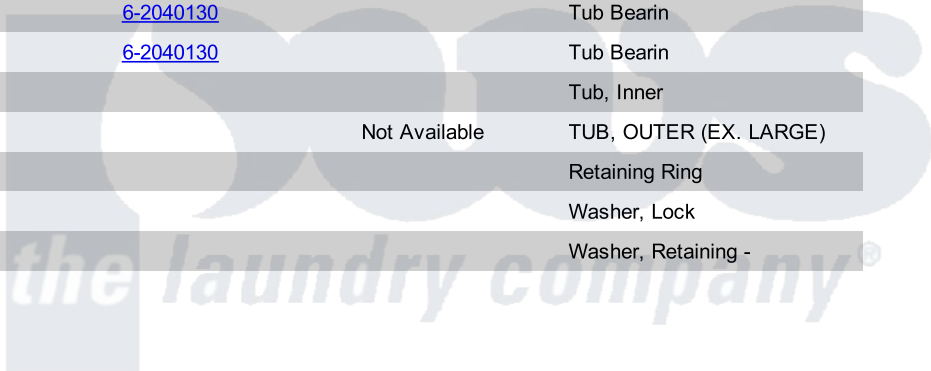 6-2040130 Tub Bearin
6-2040130 Tub Bearin
Tub, Inner
Not Available TUB, OUTER (EX. LARGE)
Retaining Ring
Washer, Lock
Washer, Retaining -
the laundry company®